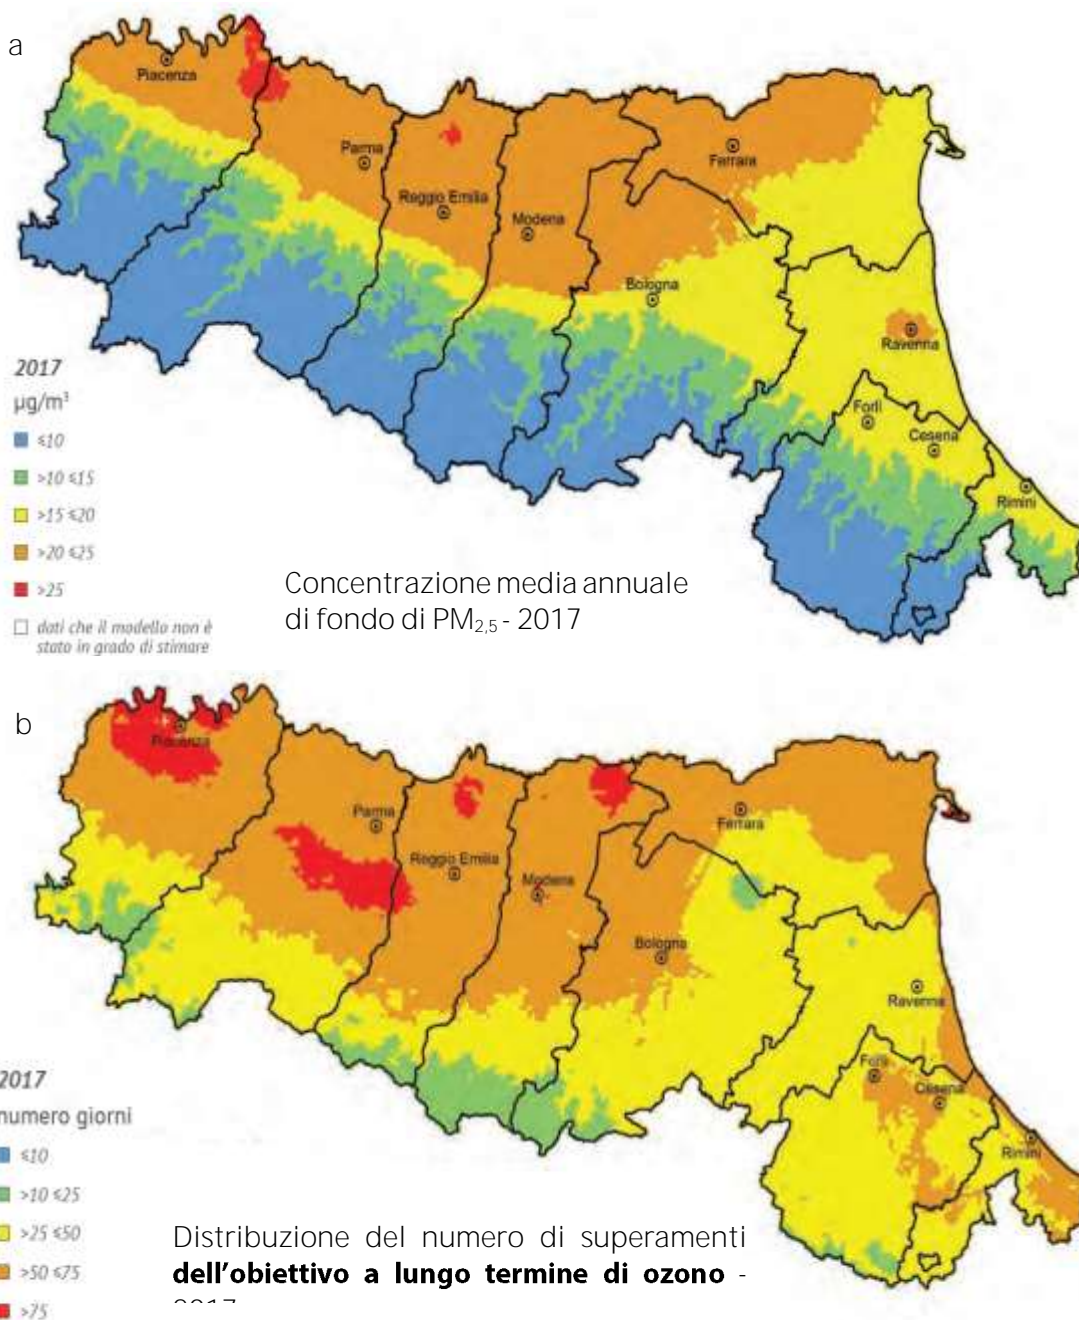 a
Piacenza
Parma
Reggio Emilia
Modena
Ferrara
Bologna
Ravenna
Forlì
Cesena
Rimini
2017
µg/m³
≤10
>10 ≤15
>15 ≤20
>20 ≤25
>25
dati che il modello non è
stato in grado di stimare
Concentrazione media annuale
di fondo di PM2,5 - 2017
b
Piacenza
Parma
Reggio Emilia
Modena
Ferrara
Bologna
Ravenna
Forlì
Cesena
Rimini
2017
numero giorni
≤10
>10 ≤25
>25 ≤50
>50 ≤75
>75
Distribuzione del numero di superamenti
dell'obiettivo a lungo termine di ozono -
2017